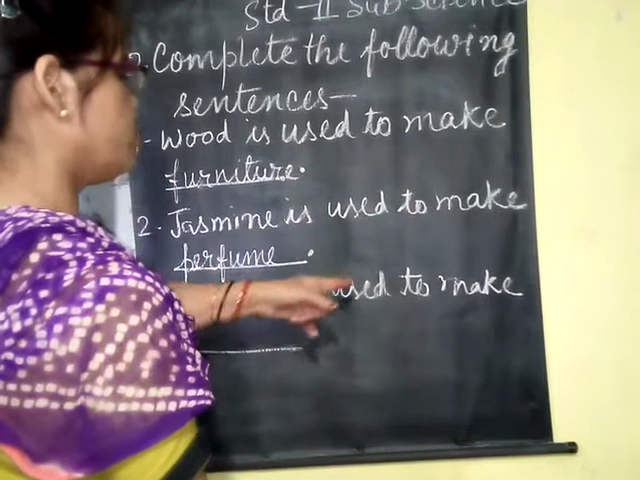 Std - II Sub - Science
Complete the following
sentences -
- Wood is used to make
furniture.
2. Jasmine is used to make
perfume.
used to make